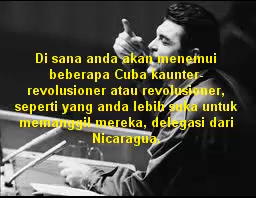 Di sana anda akan menemui
beberapa Cuba kaunter-
revolusioner atau revolusioner,
seperti yang anda lebih suka untuk
memanggil mereka, delegasi dari
Nicaragua.